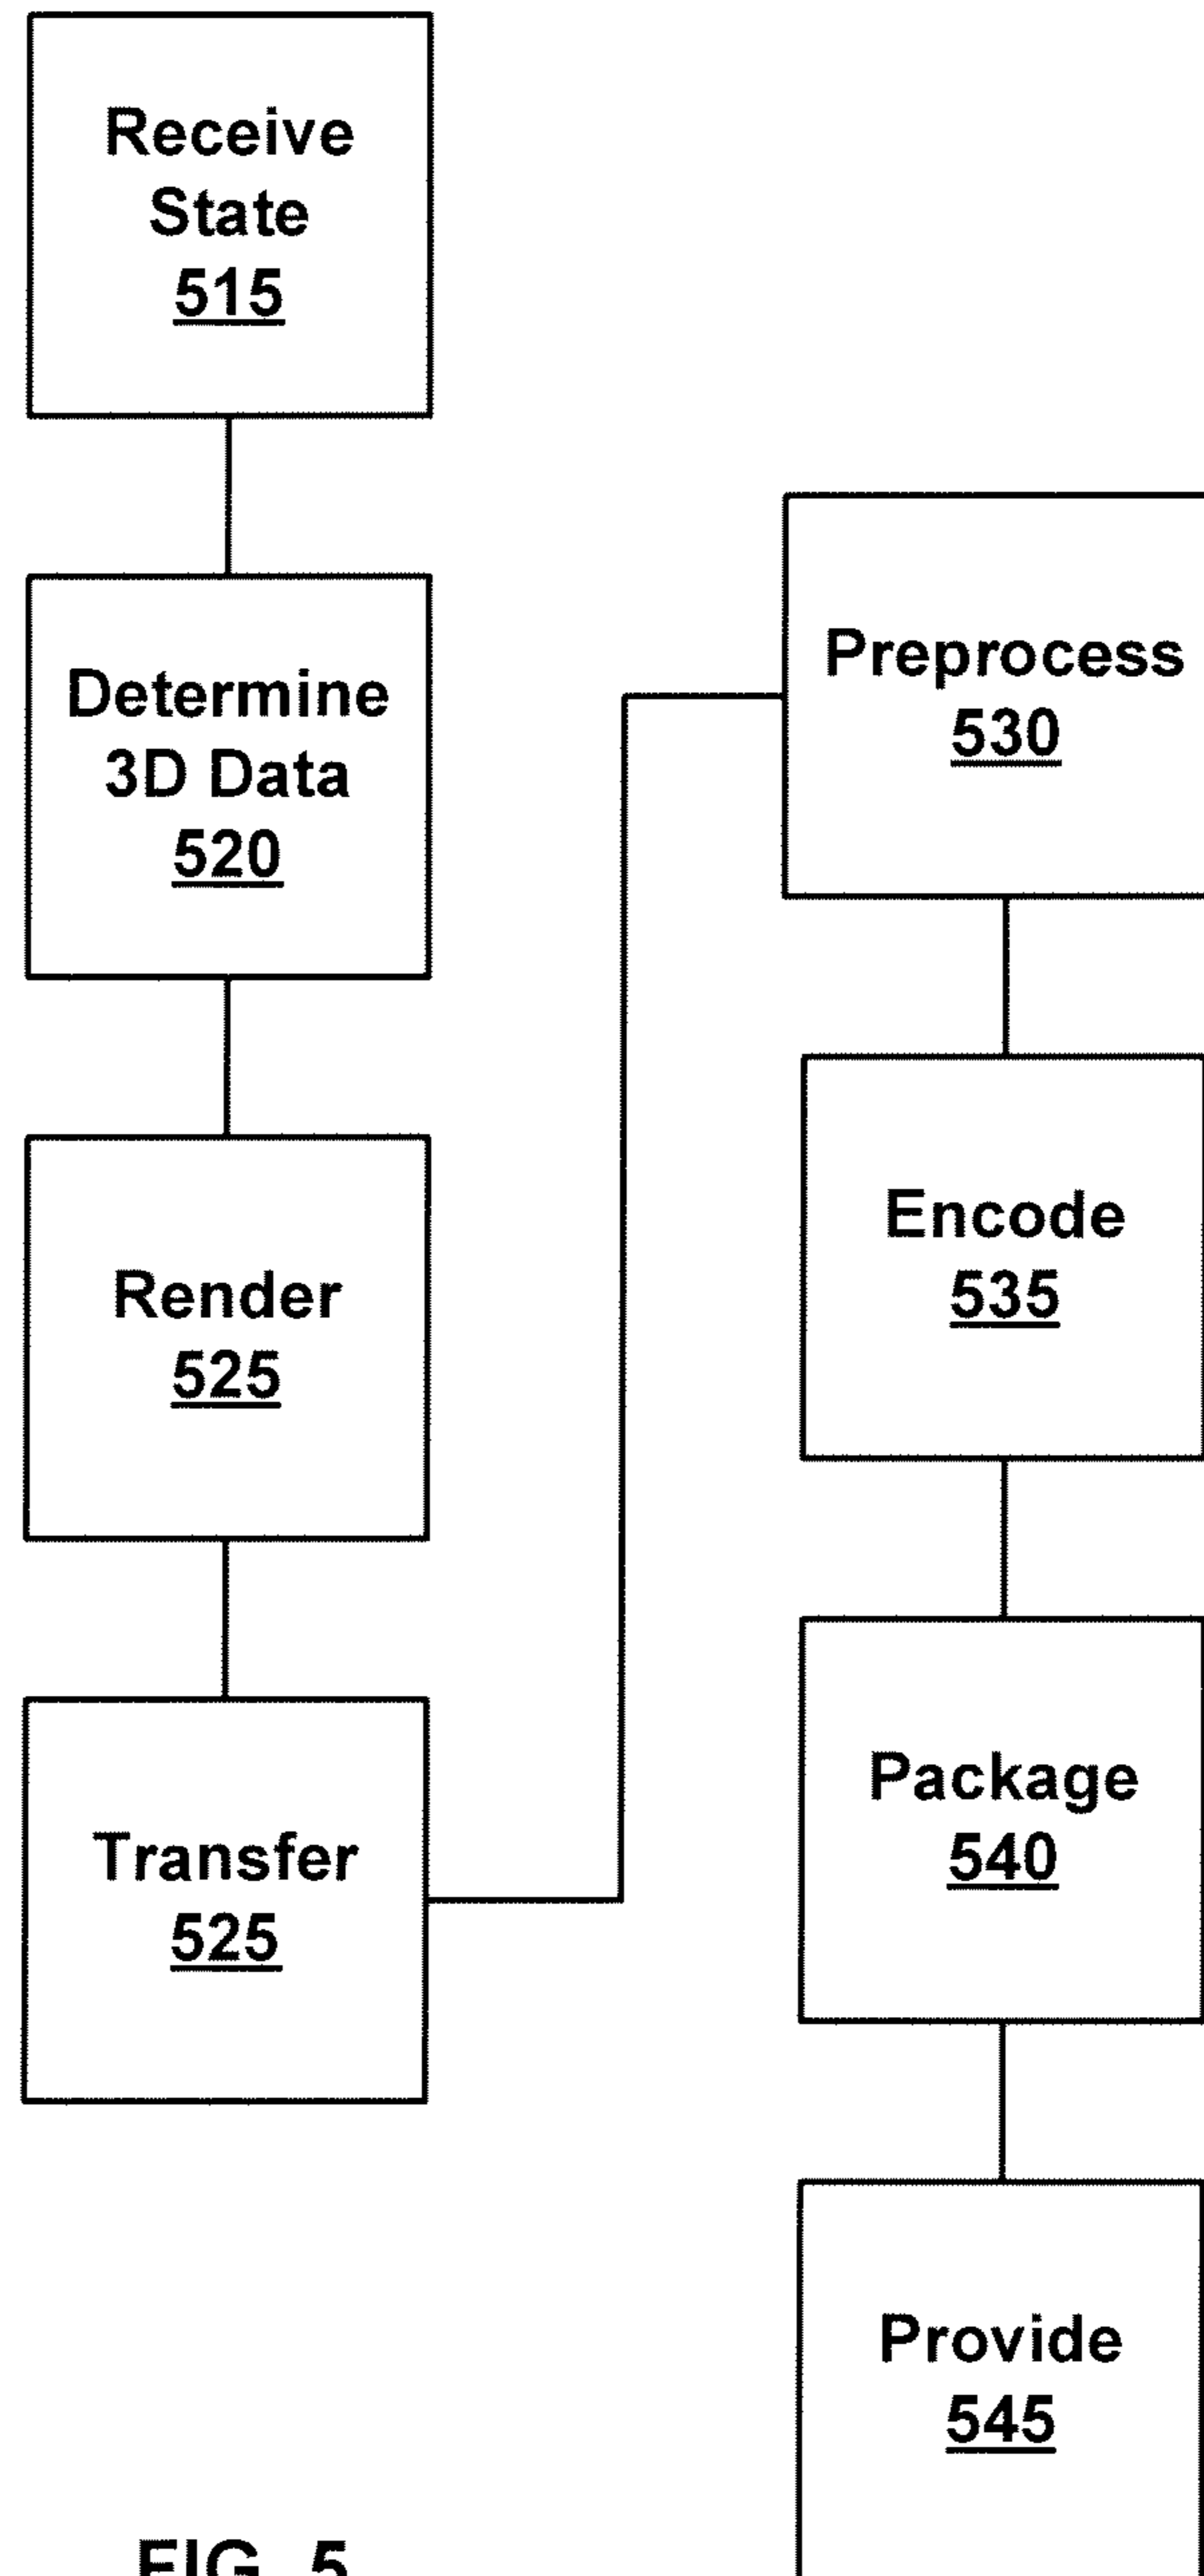 Receive
State
515
Determine
3D Data
520
Render
525
Transfer
525
Preprocess
530
Encode
535
Package
540
Provide
545
FIG. 5